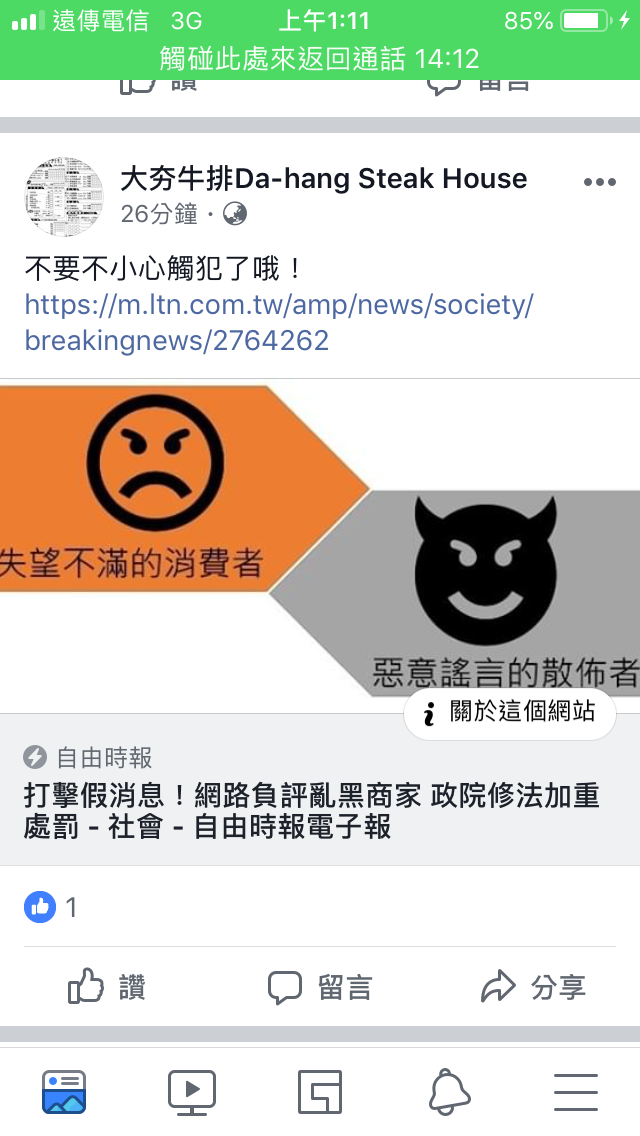 遠傳電信 3G 上午1:11 85%
觸碰此處來返回通話 14:12
讚 留言
大夯牛排Da-hang Steak House
26分鐘 ·
不要不小心觸犯了哦！
https://m.ltn.com.tw/amp/news/society/
breakingnews/2764262
失望不滿的消費者
惡意謠言的散佈者
關於這個網站
自由時報
打擊假消息！網路負評亂黑商家 政院修法加重
處罰 - 社會 - 自由時報電子報
1
讚 留言 分享